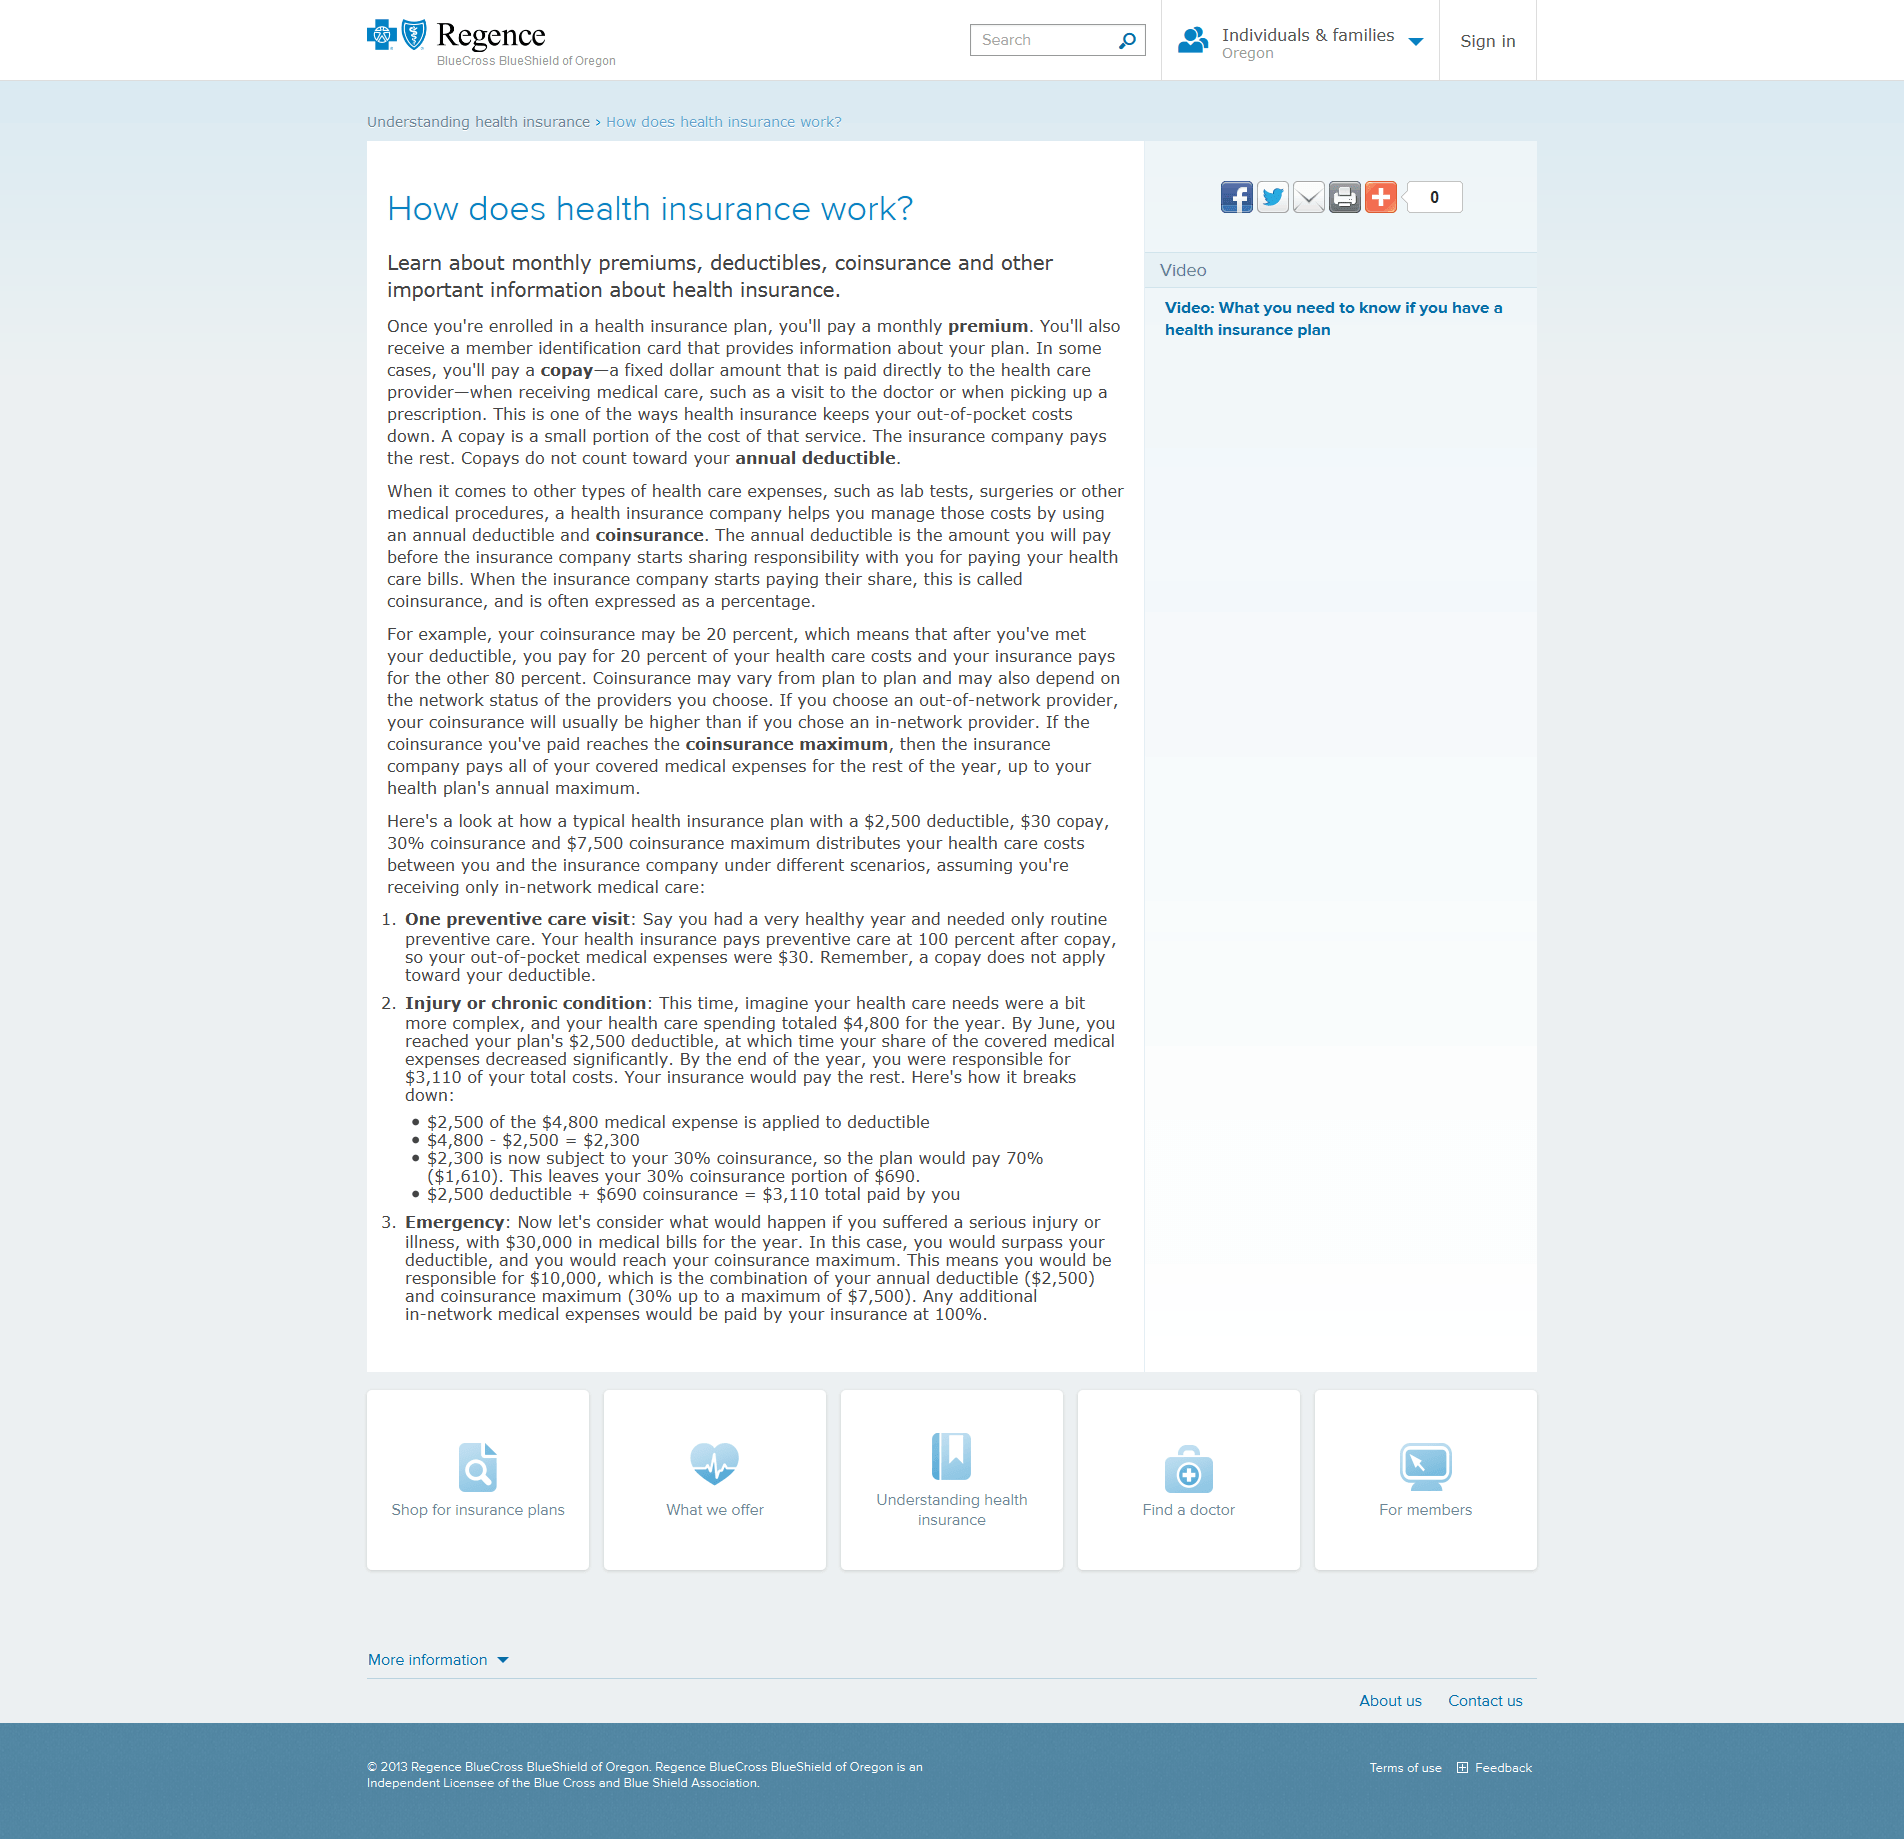 Regence
BlueCross BlueShield of Oregon
Search
Individuals & families
Oregon
Sign in
Understanding health insurance › How does health insurance work?
How does health insurance work?
Learn about monthly premiums, deductibles, coinsurance and other
important information about health insurance.
Once you're enrolled in a health insurance plan, you'll pay a monthly premium. You'll also
receive a member identification card that provides information about your plan. In some
cases, you'll pay a copay—a fixed dollar amount that is paid directly to the health care
provider—when receiving medical care, such as a visit to the doctor or when picking up a
prescription. This is one of the ways health insurance keeps your out-of-pocket costs
down. A copay is a small portion of the cost of that service. The insurance company pays
the rest. Copays do not count toward your annual deductible.
When it comes to other types of health care expenses, such as lab tests, surgeries or other
medical procedures, a health insurance company helps you manage those costs by using
an annual deductible and coinsurance. The annual deductible is the amount you will pay
before the insurance company starts sharing responsibility with you for paying your health
care bills. When the insurance company starts paying their share, this is called
coinsurance, and is often expressed as a percentage.
For example, your coinsurance may be 20 percent, which means that after you've met
your deductible, you pay for 20 percent of your health care costs and your insurance pays
for the other 80 percent. Coinsurance may vary from plan to plan and may also depend on
the network status of the providers you choose. If you choose an out-of-network provider,
your coinsurance will usually be higher than if you chose an in-network provider. If the
coinsurance you've paid reaches the coinsurance maximum, then the insurance
company pays all of your covered medical expenses for the rest of the year, up to your
health plan's annual maximum.
Here's a look at how a typical health insurance plan with a $2,500 deductible, $30 copay,
30% coinsurance and $7,500 coinsurance maximum distributes your health care costs
between you and the insurance company under different scenarios, assuming you're
receiving only in-network medical care:
1. One preventive care visit: Say you had a very healthy year and needed only routine
preventive care. Your health insurance pays preventive care at 100 percent after copay,
so your out-of-pocket medical expenses were $30. Remember, a copay does not apply
toward your deductible.
2. Injury or chronic condition: This time, imagine your health care needs were a bit
more complex, and your health care spending totaled $4,800 for the year. By June, you
reached your plan's $2,500 deductible, at which time your share of the covered medical
expenses decreased significantly. By the end of the year, you were responsible for
$3,110 of your total costs. Your insurance would pay the rest. Here's how it breaks
down:
• $2,500 of the $4,800 medical expense is applied to deductible
• $4,800 - $2,500 = $2,300
• $2,300 is now subject to your 30% coinsurance, so the plan would pay 70%
($1,610). This leaves your 30% coinsurance portion of $690.
• $2,500 deductible + $690 coinsurance = $3,110 total paid by you
3. Emergency: Now let's consider what would happen if you suffered a serious injury or
illness, with $30,000 in medical bills for the year. In this case, you would surpass your
deductible, and you would reach your coinsurance maximum. This means you would be
responsible for $10,000, which is the combination of your annual deductible ($2,500)
and coinsurance maximum (30% up to a maximum of $7,500). Any additional
in-network medical expenses would be paid by your insurance at 100%.
0
Video
Video: What you need to know if you have a
health insurance plan
Shop for insurance plans
What we offer
Understanding health
insurance
Find a doctor
For members
More information
About us
Contact us
© 2013 Regence BlueCross BlueShield of Oregon. Regence BlueCross BlueShield of Oregon is an
Independent Licensee of the Blue Cross and Blue Shield Association.
Terms of use
Feedback